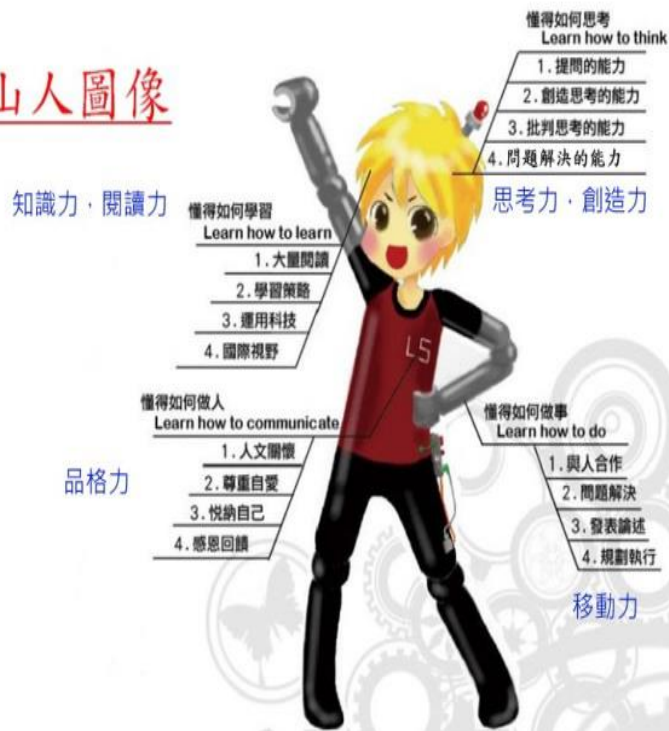 山人圖像
懂得如何思考
Learn how to think
1.提問的能力
2.創造思考的能力
3.批判思考的能力
4.問題解決的能力
思考力，創造力
知識力，閱讀力
懂得如何學習
Learn how to learn
1.大量閱讀
2.學習策略
3.運用科技
4.國際視野
LS
懂得如何做人
Learn how to communicate
1.人文關懷
2.尊重自愛
3.悅納自己
4.感恩回饋
品格力
懂得如何做事
Learn how to do
1.與人合作
2.問題解決
3.發表論述
4.規劃執行
移動力